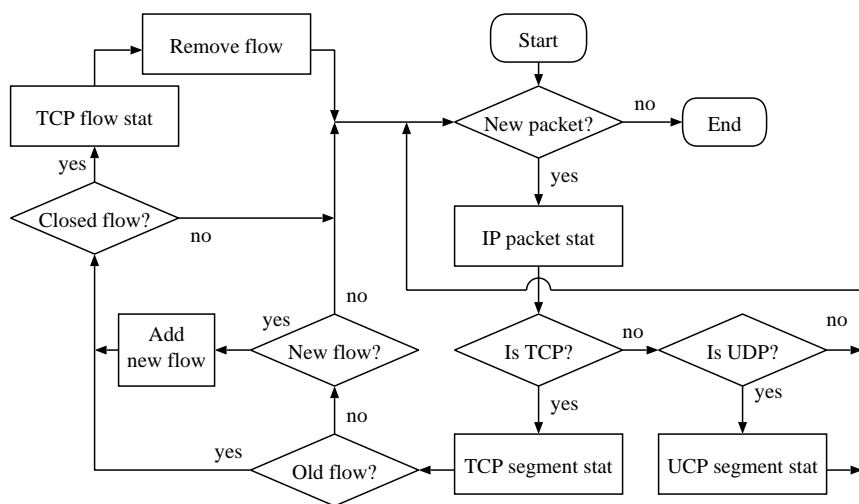 Remove flow
Start
TCP flow stat
New packet?
no
End
yes
yes
Closed flow?
no
IP packet stat
no
yes
Add
new flow
New flow?
Is TCP?
no
Is UDP?
no
no
yes
yes
yes
Old flow?
TCP segment stat
UCP segment stat